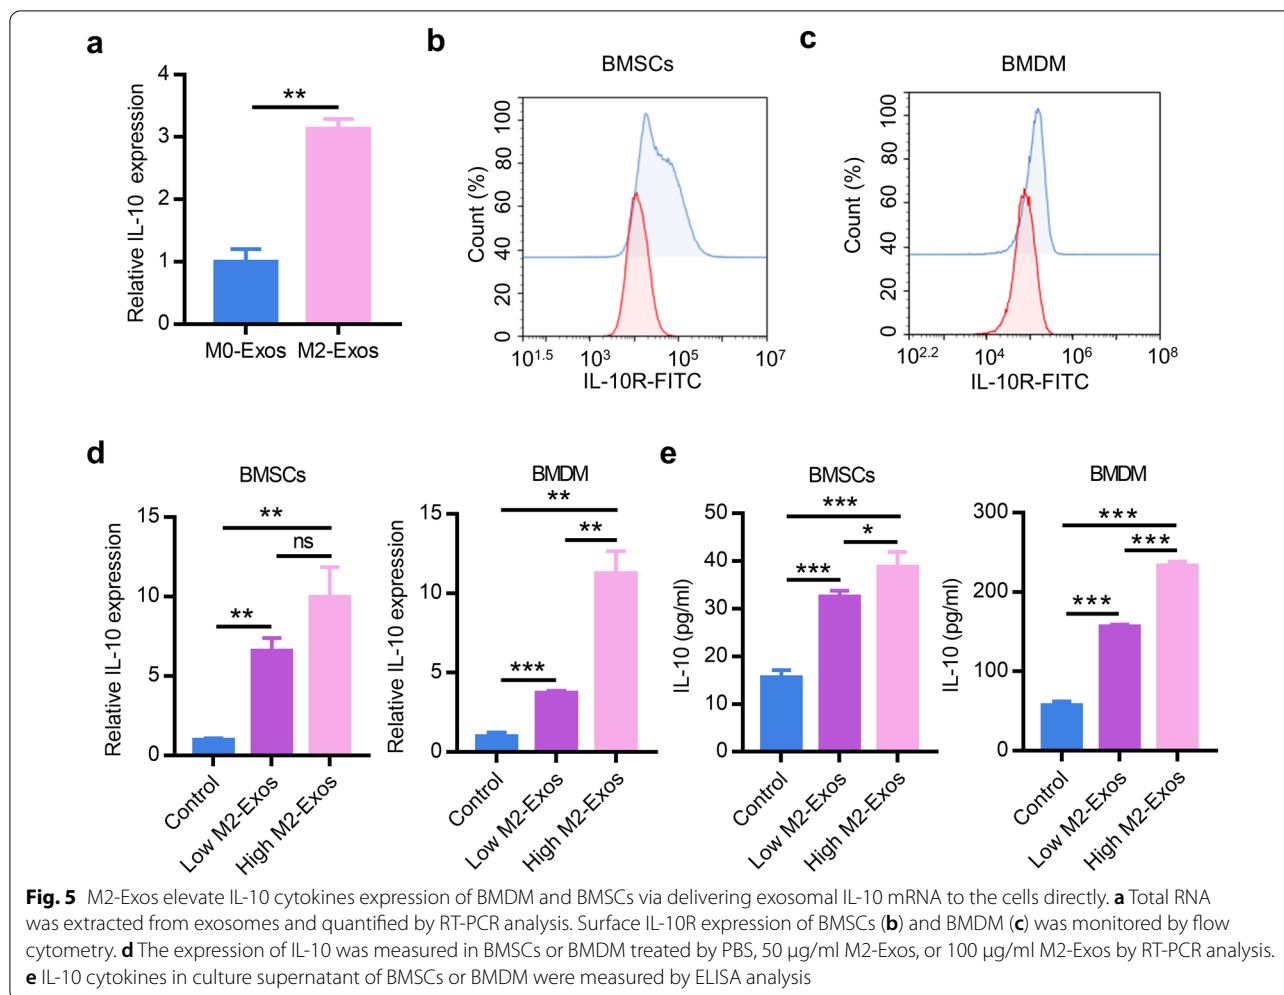 a
Relative IL-10 expression
4
3
2
1
0
**
M0-Exos M2-Exos
b
BMSCs
Count (%)
100
80
60
40
20
0
10^1.5 10^3 10^5 10^7
IL-10R-FITC
c
BMDM
Count (%)
100
80
60
40
20
0
10^2.2 10^4 10^6 10^8
IL-10R-FITC
d
BMSCs
Relative IL-10 expression
15
10
5
0
**
ns
**
Control
Low M2-Exos
High M2-Exos
BMDM
Relative IL-10 expression
15
10
5
0
**
**
***
Control
Low M2-Exos
High M2-Exos
e
BMSCs
IL-10 (pg/ml)
50
40
30
20
10
0
***
*
***
Control
Low M2-Exos
High M2-Exos
BMDM
IL-10 (pg/ml)
300
200
100
0
***
***
***
Control
Low M2-Exos
High M2-Exos
Fig. 5 M2-Exos elevate IL-10 cytokines expression of BMDM and BMSCs via delivering exosomal IL-10 mRNA to the cells directly. a Total RNA
was extracted from exosomes and quantified by RT-PCR analysis. Surface IL-10R expression of BMSCs (b) and BMDM (c) was monitored by flow
cytometry. d The expression of IL-10 was measured in BMSCs or BMDM treated by PBS, 50 μg/ml M2-Exos, or 100 μg/ml M2-Exos by RT-PCR analysis.
e IL-10 cytokines in culture supernatant of BMSCs or BMDM were measured by ELISA analysis